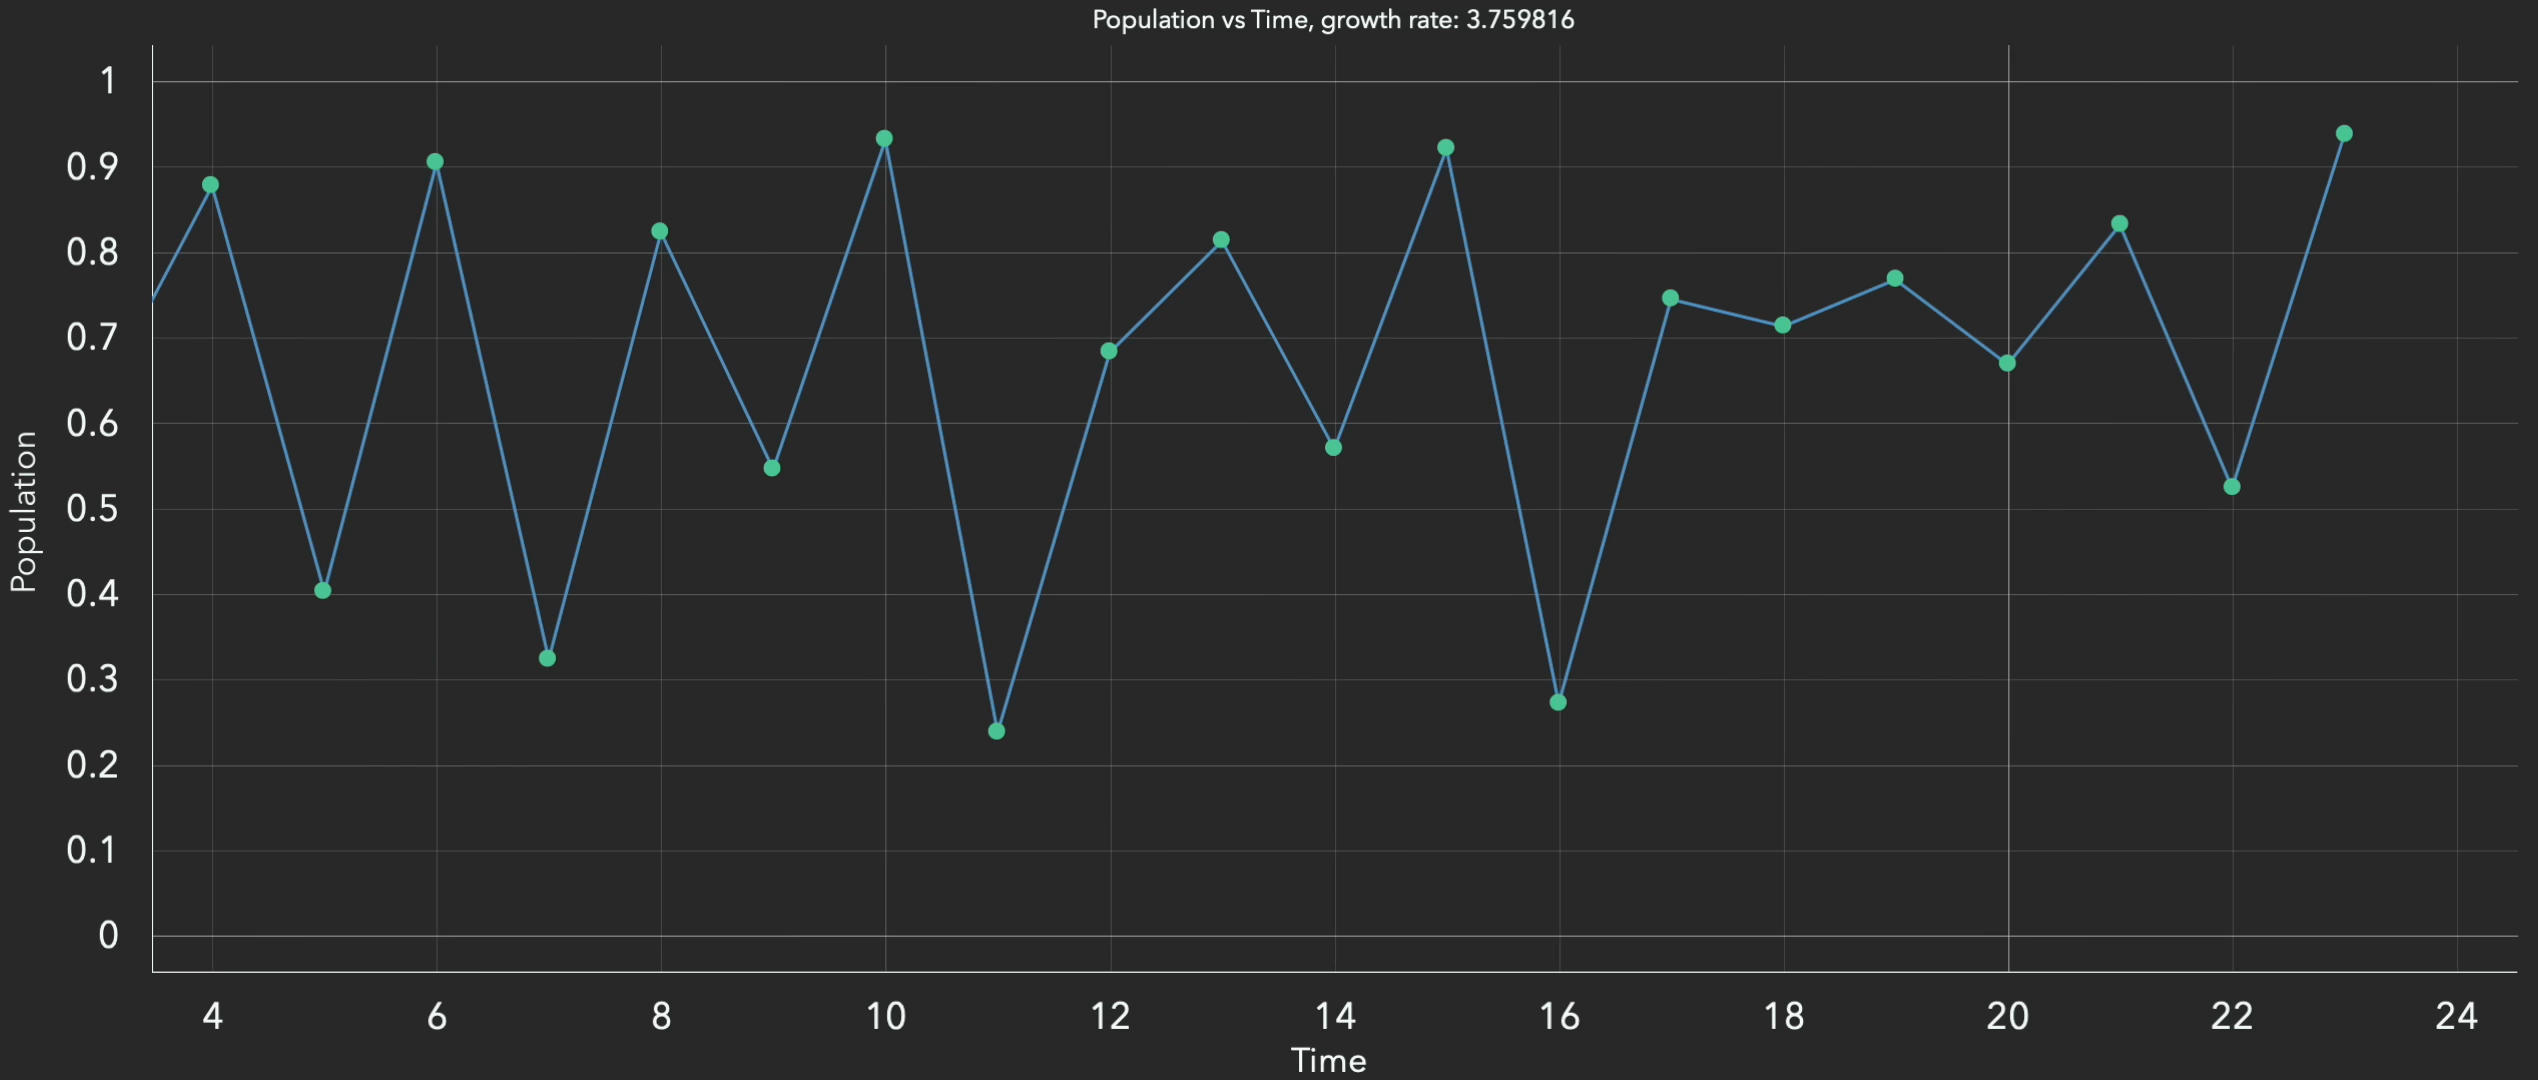 Population vs Time, growth rate: 3.759816
1
0.9
0.8
0.7
0.6
0.5
0.4
0.3
0.2
0.1
0
Population
4 6 8 10 12 14 16 18 20 22 24
Time